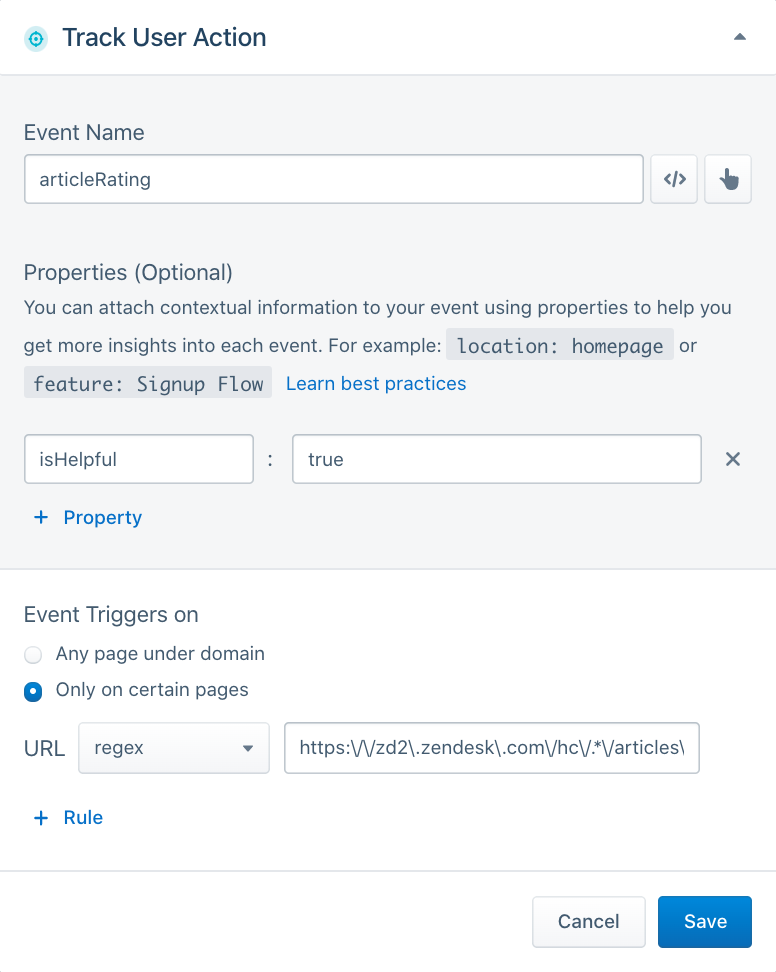 Track User Action
Event Name
articleRating
</>
Properties (Optional)
You can attach contextual information to your event using properties to help you
get more insights into each event. For example: location: homepage or
feature: Signup Flow Learn best practices
isHelpful : true ×
+ Property
Event Triggers on
Any page under domain
Only on certain pages
URL regex https:\/\/zd2\.zendesk\.com\/hc\/.*\/articles\
+ Rule
Cancel Save